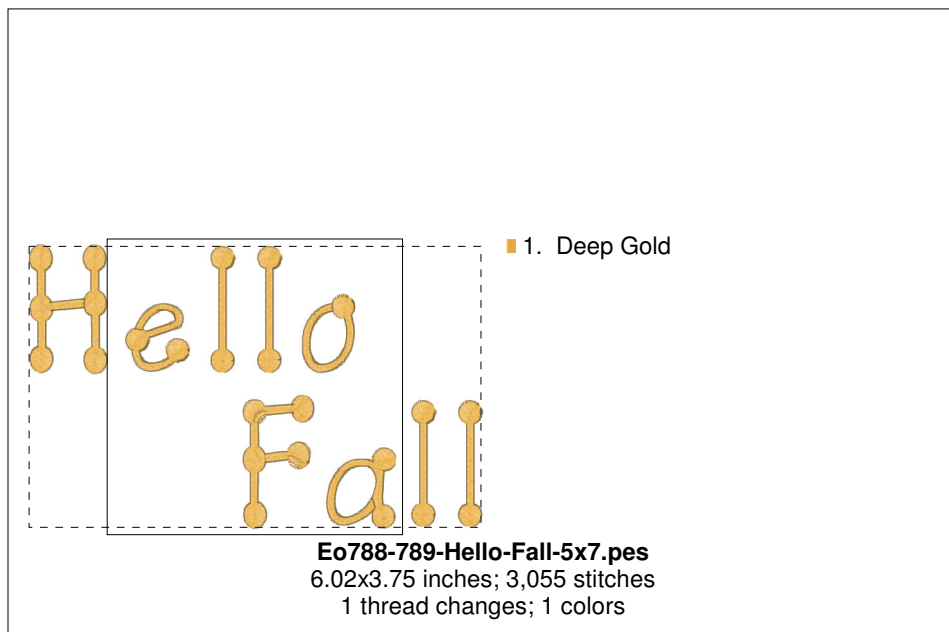 Hello
Fall
1. Deep Gold
Eo788-789-Hello-Fall-5x7.pes
6.02x3.75 inches; 3,055 stitches
1 thread changes; 1 colors